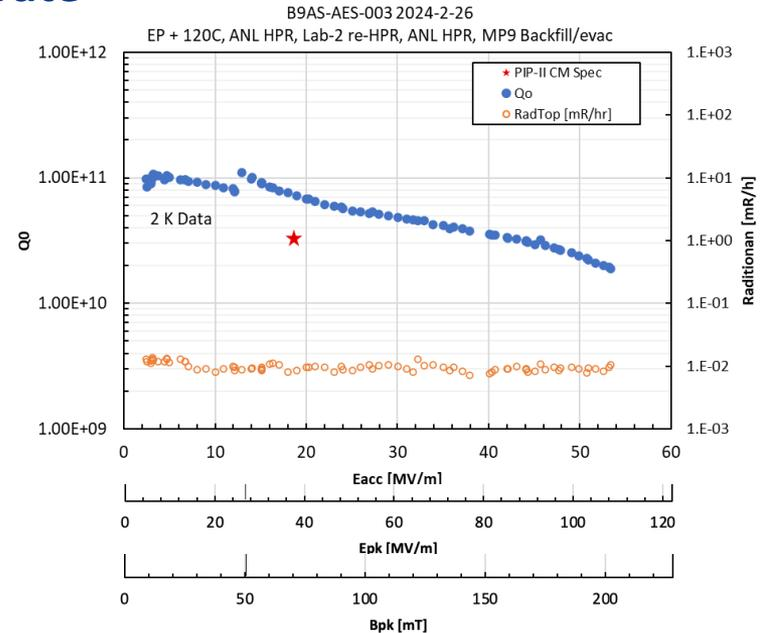 B9AS-AES-003 2024-2-26
EP + 120C, ANL HPR, Lab-2 re-HPR, ANL HPR, MP9 Backfill/evac
1.00E+12
1.00E+11
1.00E+10
1.00E+09
Q0
PIP-II CM Spec
Qo
RadTop [mR/hr]
2 K Data
1.E+03
1.E+02
1.E+01
1.E+00
1.E-01
1.E-02
1.E-03
Raditionan [mR/h]
0 10 20 30 40 50 60
Eacc [MV/m]
0 20 40 60 80 100 120
Epk [MV/m]
0 50 100 150 200
Bpk [mT]